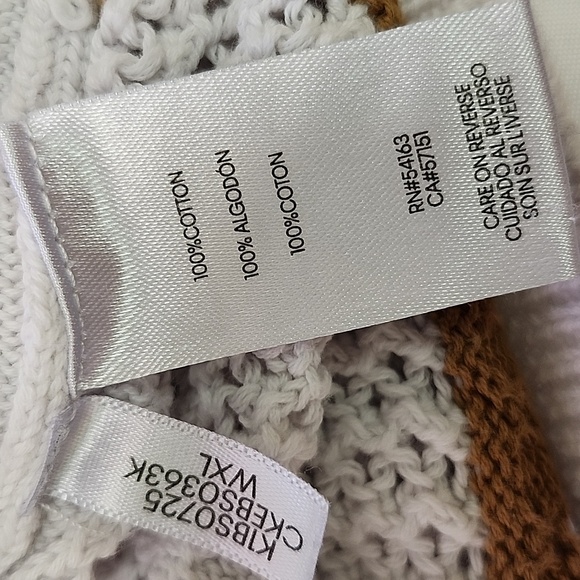 100%COTTON
100% ALGODÓN
100%COTON
RN#54163
CA#57151
CARE ON REVERSE
CUIDADO AL REVERSO
SOIN SUR L'IVERSE
K1BS0725
CKEBS0363K
WXL